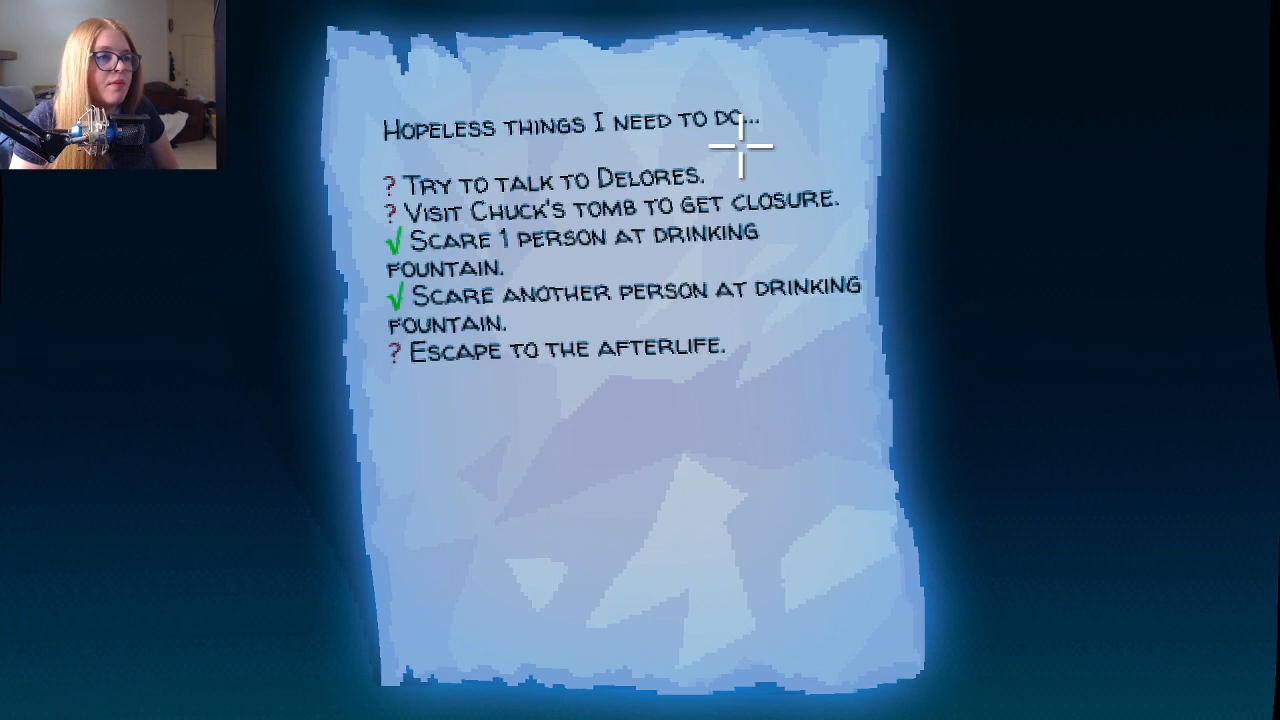 HOPELESS THINGS I NEED TO DO...
? TRY TO TALK TO DELORES.
? VISIT CHUCK'S TOMB TO GET CLOSURE.
√ SCARE 1 PERSON AT DRINKING
FOUNTAIN.
√ SCARE ANOTHER PERSON AT DRINKING
FOUNTAIN.
? ESCAPE TO THE AFTERLIFE.